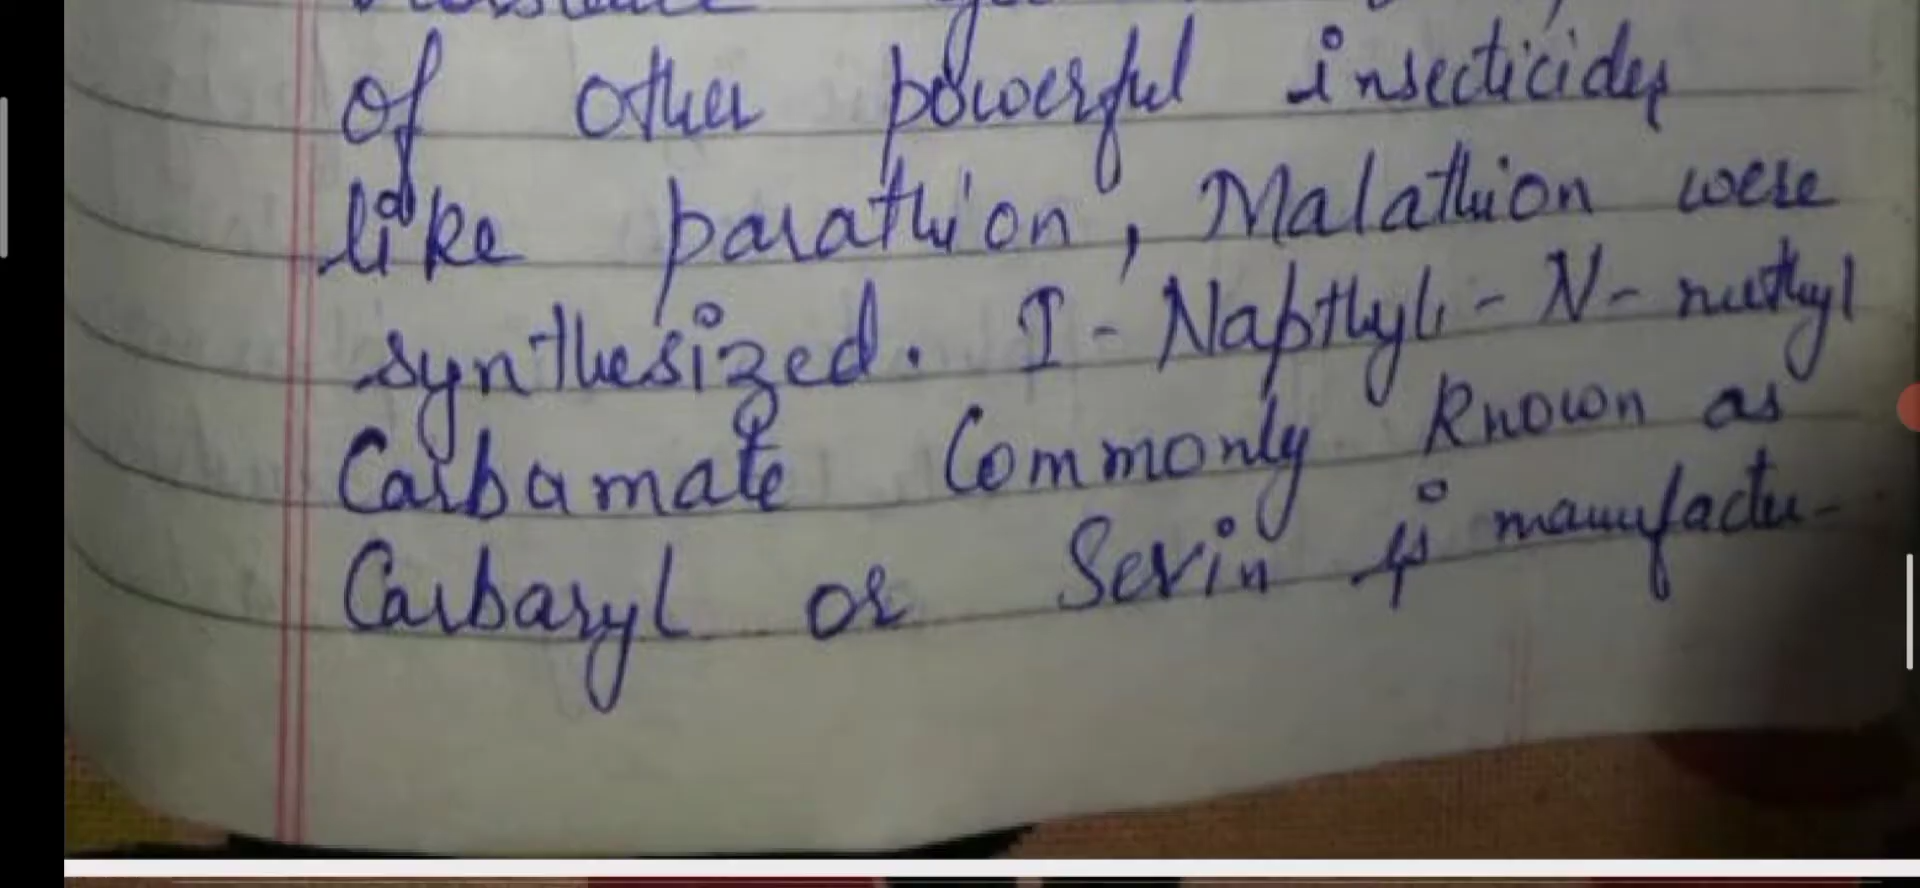 of other powerful insecticides
like parathion, Malathion were
synthesized. I - Napthyl - N - methyl
Carbamate Commonly known as
Carbaryl or Sevin is manufactu-